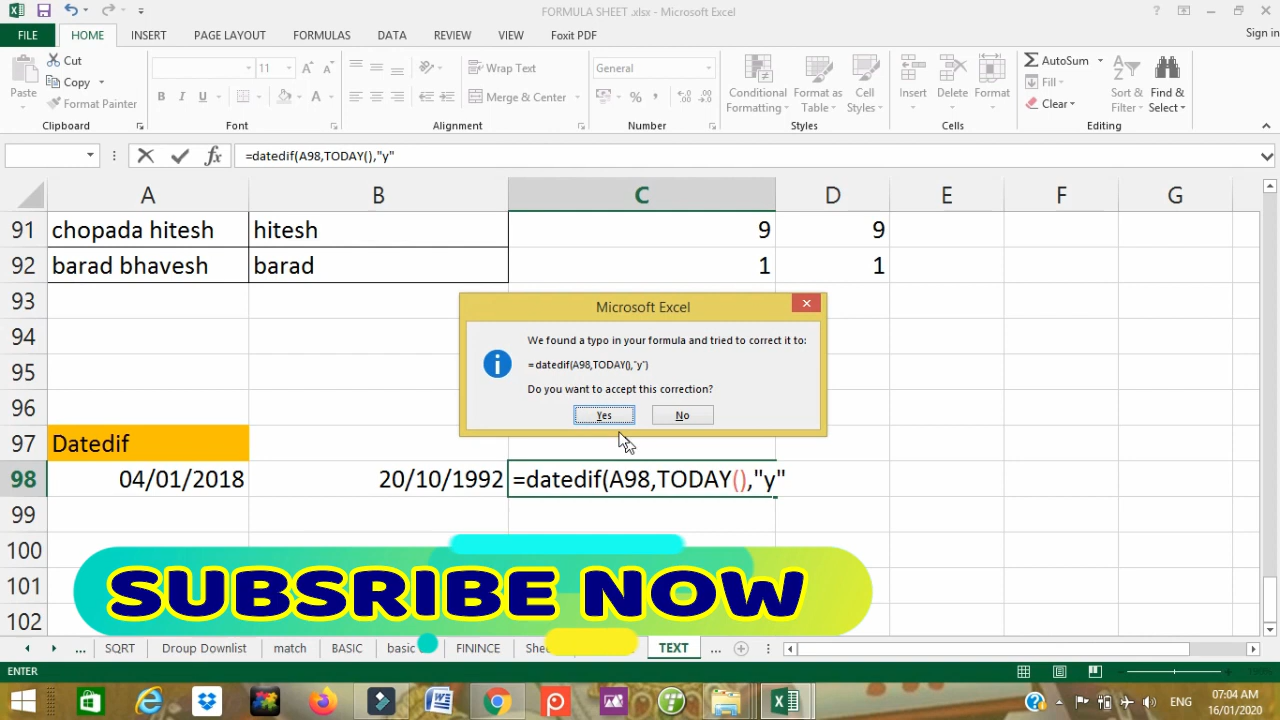 FORMULA SHEET .xlsx - Microsoft Excel
FILE HOME INSERT PAGE LAYOUT FORMULAS DATA REVIEW VIEW Foxit PDF Sign in
Paste Cut Copy Format Painter
Clipboard
11
B I U A
Font
Wrap Text
Merge & Center
Alignment
General
%
Number
Conditional Formatting
Format as Table
Cell Styles
Styles
Insert Delete Format
Cells
AutoSum
Fill
Clear
Sort & Filter
Find & Select
Editing
fx =datedif(A98,TODAY(),"y"
A B C D E F G
91 chopada hitesh hitesh 9 9
92 barad bhavesh barad 1 1
93
94
95
96
97 Datedif
98 04/01/2018 20/10/1992 =datedif(A98,TODAY(),"y"
99
100
101
102
Microsoft Excel
We found a typo in your formula and tried to correct it to:
=datedif(A98,TODAY(),"y")
Do you want to accept this correction?
Yes No
SUBSRIBE NOW
... SQRT Droup Downlist match BASIC basic FININCE TEXT ...
ENTER
ENG
07:04 AM
16/01/2020